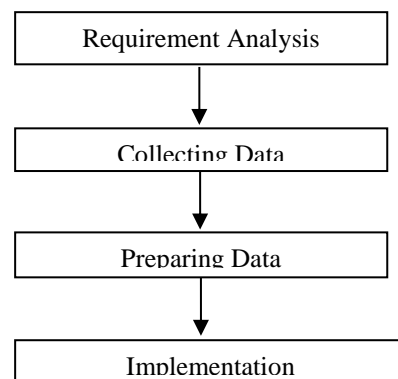 Requirement Analysis
Collecting Data
Preparing Data
Implementation